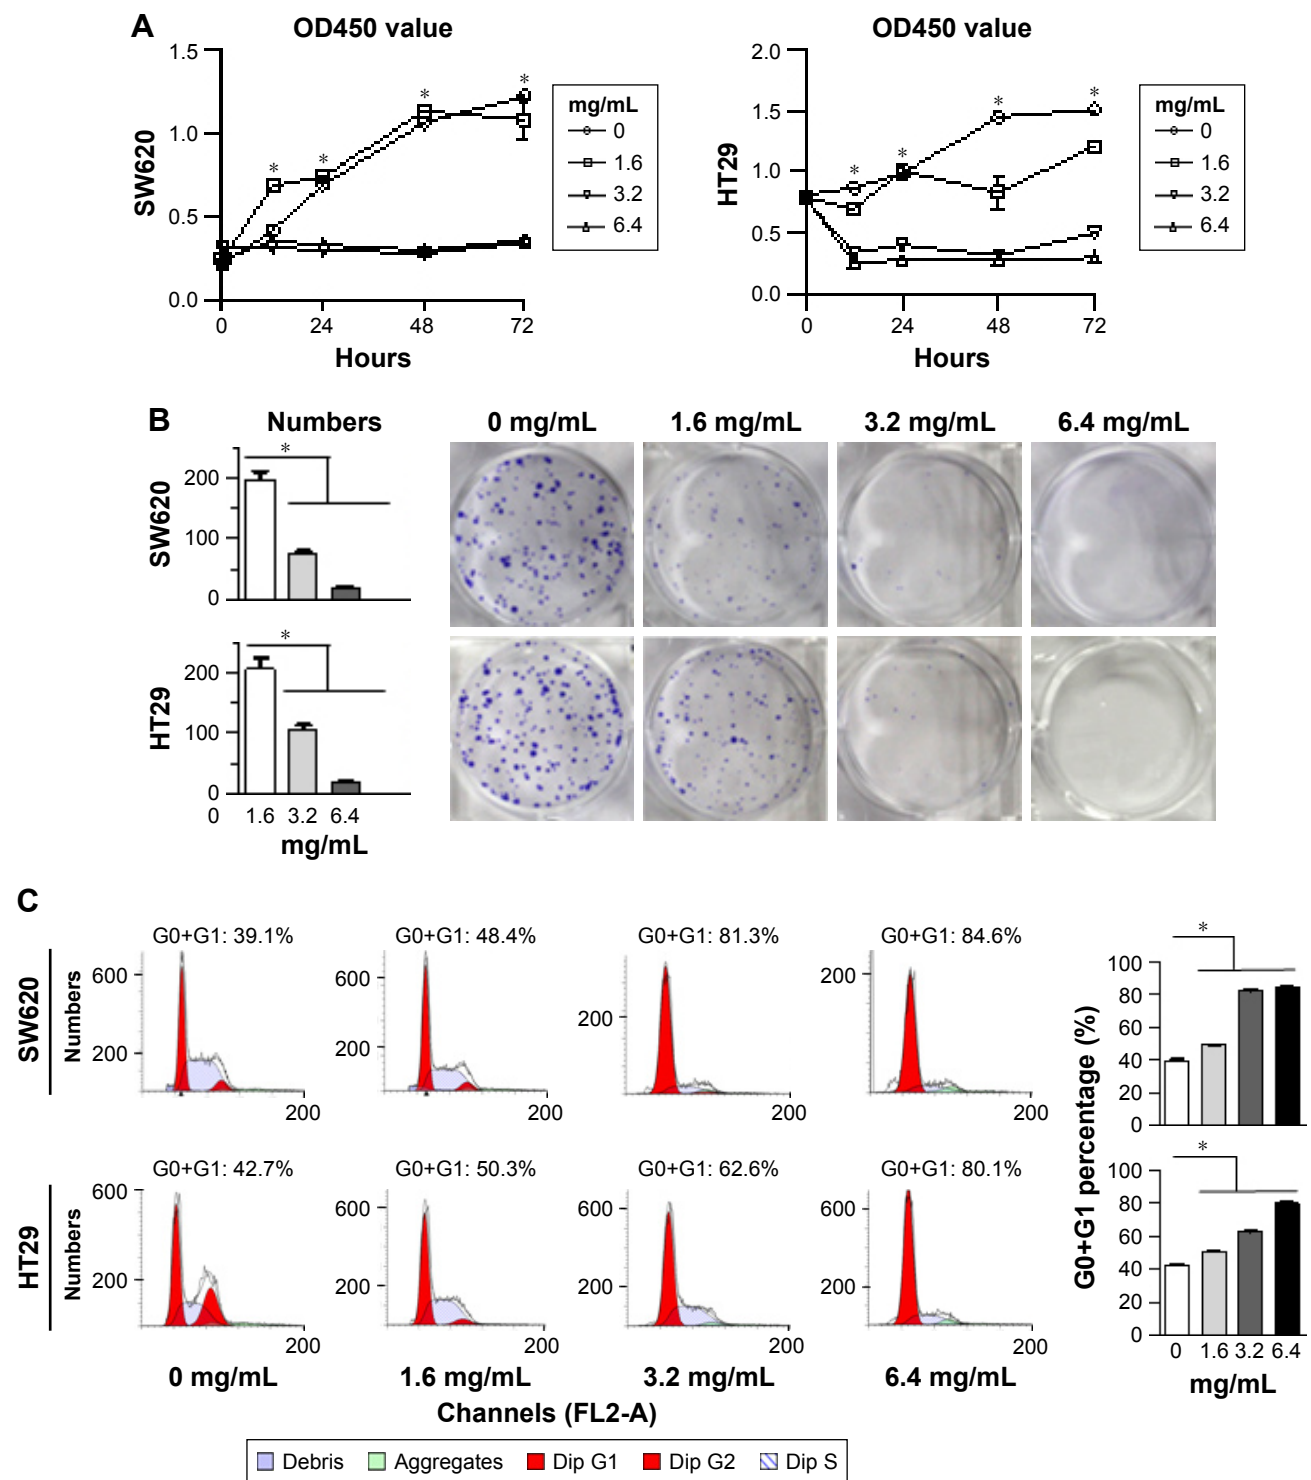 A
OD450 value
SW620
1.5
1.0
0.5
0.0
0 24 48 72
Hours
* * * *
mg/mL
0
1.6
3.2
6.4
OD450 value
HT29
2.0
1.5
1.0
0.5
0.0
0 24 48 72
Hours
* * * *
mg/mL
0
1.6
3.2
6.4
B
Numbers
0 mg/mL 1.6 mg/mL 3.2 mg/mL 6.4 mg/mL
SW620
200
100
0
*
HT29
200
100
0
*
0 1.6 3.2 6.4
mg/mL
C
SW620
Numbers
G0+G1: 39.1% G0+G1: 48.4% G0+G1: 81.3% G0+G1: 84.6%
600 600 200 200
200 200
200 200 200 200
HT29
Numbers
G0+G1: 42.7% G0+G1: 50.3% G0+G1: 62.6% G0+G1: 80.1%
600 600 600 600
200 200 200 200
200 200 200 200
0 mg/mL 1.6 mg/mL 3.2 mg/mL 6.4 mg/mL
Channels (FL2-A)
G0+G1 percentage (%)
*
100
80
60
40
20
0
*
100
80
60
40
20
0
0 1.6 3.2 6.4
mg/mL
Debris Aggregates Dip G1 Dip G2 Dip S